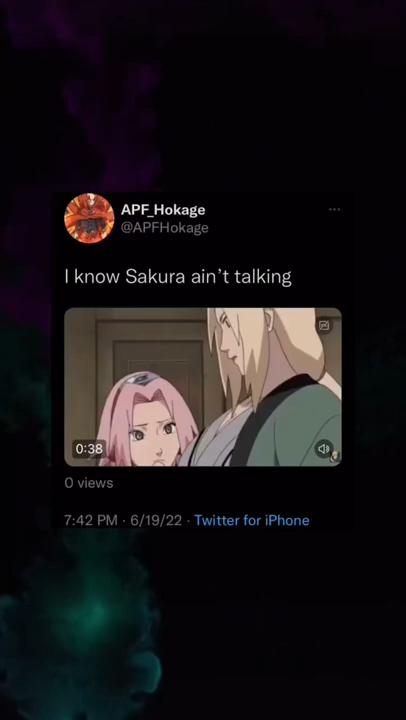 APF_Hokage
@APFHokage
I know Sakura ain't talking
0:38
0 views
7:42 PM · 6/19/22 · Twitter for iPhone